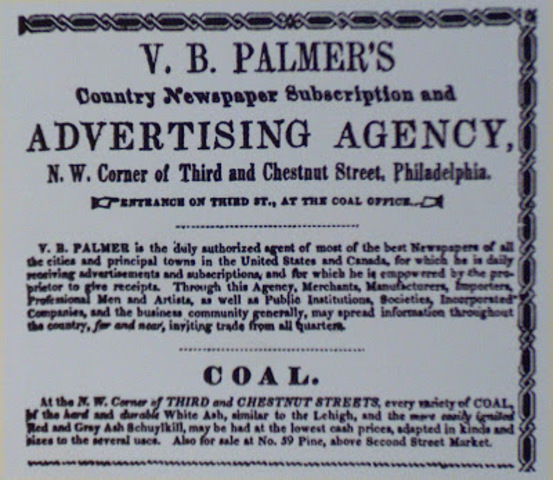 V. B. PALMER'S
Country Newspaper Subscription and
ADVERTISING AGENCY,
N. W. Corner of Third and Chestnut Street, Philadelphia.
ENTRANCE ON THIRD ST., AT THE COAL OFFICE.
V. B. PALMER is the duly authorized agent of most of the best Newspapers of all
the cities and principal towns in the United States and Canada, for which he is daily
receiving advertisements and subscriptions, and for which he is empowered by the pro-
prietor to give receipts. Through this Agency, Merchants, Manufacturers, Importers,
Professional Men and Artists, as well as Public Institutions, Societies, Incorporated
Companies, and the business community generally, may spread information throughout
the country, far and near, inviting trade from all quarters.
COAL.
At the N. W. Corner of THIRD and CHESTNUT STREETS, every variety of COAL,
of the hard and durable White Ash, similar to the Lehigh, and the more easily ignited
Red and Gray Ash Schuylkill, may be had at the lowest cash prices, adapted in kinds and
sizes to the several uses. Also for sale at No. 59 Pine, above Second Street Market.